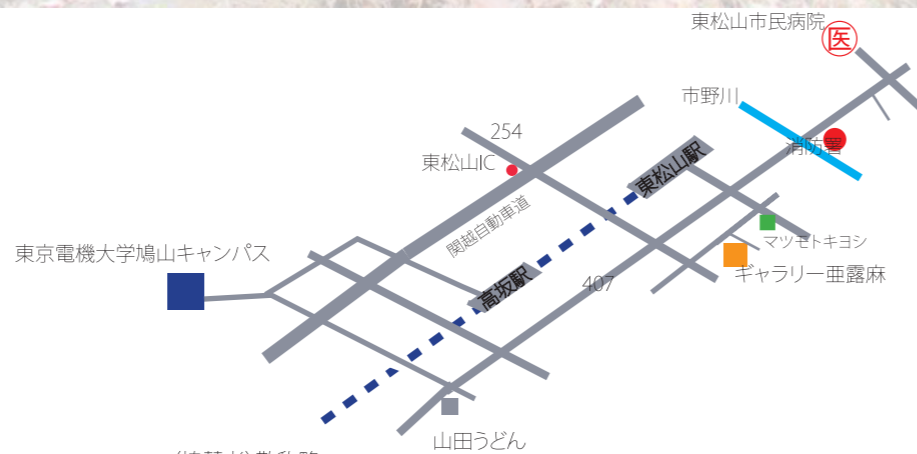 東松山市民病院
医
市野川
254
消防署
東松山IC
東松山駅
関越自動車道
マツモトキヨシ
東京電機大学鳩山キャンパス
ギャラリー亜露麻
高坂駅
407
山田うどん